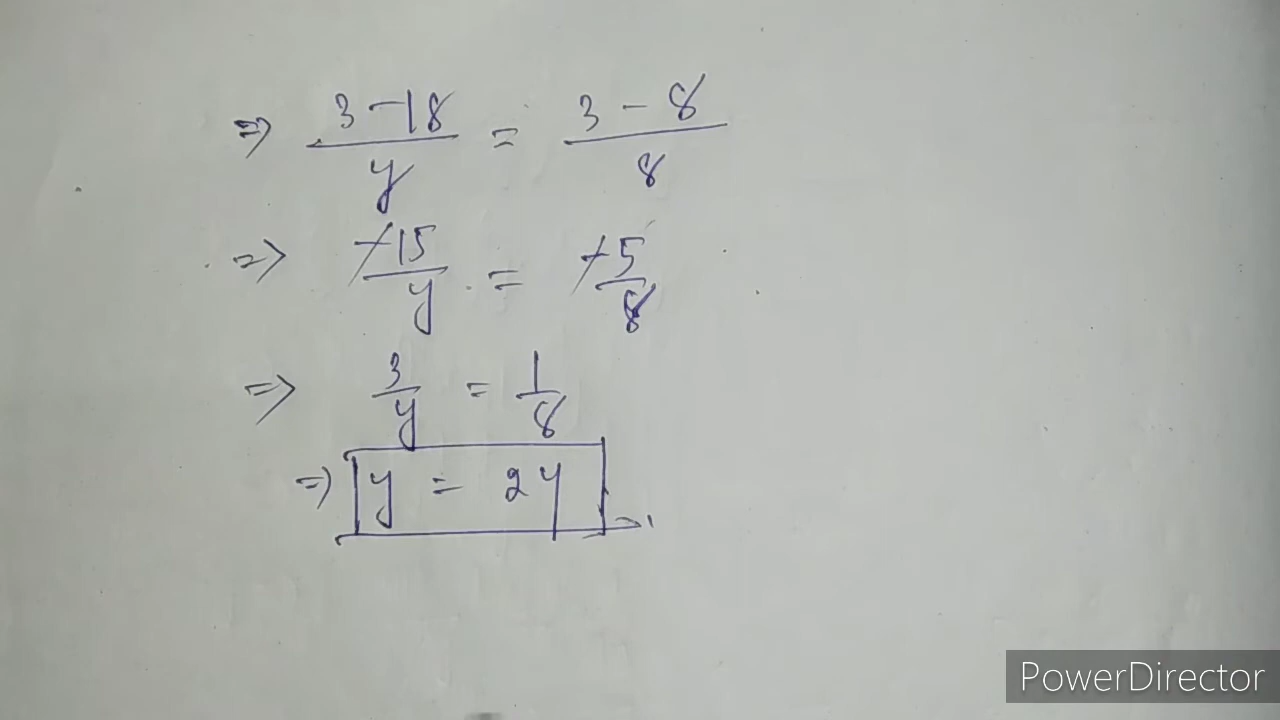 ⇒ (3-18)/y = (3-8)/8
⇒ -15/y = -5/8
⇒ 3/y = 1/8
⇒ y = 24
PowerDirector